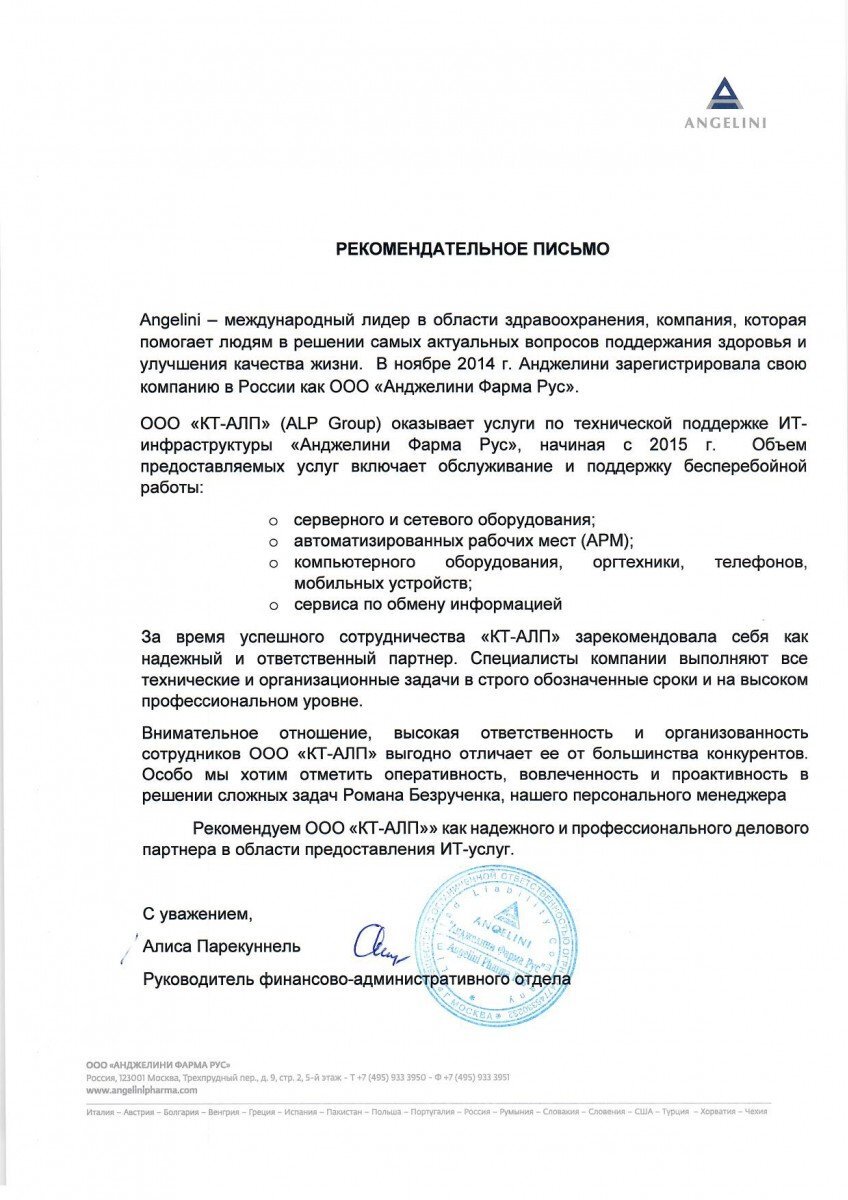 ANGELINI
РЕКОМЕНДАТЕЛЬНОЕ ПИСЬМО
Angelini – международный лидер в области здравоохранения, компания, которая
помогает людям в решении самых актуальных вопросов поддержания здоровья и
улучшения качества жизни. В ноябре 2014 г. Анджелини зарегистрировала свою
компанию в России как ООО «Анджелини Фарма Рус».
ООО «КТ-АЛП» (ALP Group) оказывает услуги по технической поддержке ИТ-
инфраструктуры «Анджелини Фарма Рус», начиная с 2015 г. Объем
предоставляемых услуг включает обслуживание и поддержку бесперебойной
работы:
o серверного и сетевого оборудования;
o автоматизированных рабочих мест (АРМ);
o компьютерного оборудования, оргтехники, телефонов,
мобильных устройств;
o сервиса по обмену информацией
За время успешного сотрудничества «КТ-АЛП» зарекомендовала себя как
надежный и ответственный партнер. Специалисты компании выполняют все
технические и организационные задачи в строго обозначенные сроки и на высоком
профессиональном уровне.
Внимательное отношение, высокая ответственность и организованность
сотрудников ООО «КТ-АЛП» выгодно отличает ее от большинства конкурентов.
Особо мы хотим отметить оперативность, вовлеченность и проактивность в
решении сложных задач Романа Безрученка, нашего персонального менеджера
Рекомендуем ООО «КТ-АЛП»» как надежного и профессионального делового
партнера в области предоставления ИТ-услуг.
С уважением,
Алиса Парекуннель
Руководитель финансово-административного отдела
ANGELINI
"Анджелини Фарма Рус"
Limited Liability
МОСКВА
ООО «АНДЖЕЛИНИ ФАРМА РУС»
Россия, 123001 Москва, Трехпрудный пер., д. 9, стр. 2, 5-й этаж - Т +7 (495) 933 3950 - Ф +7 (495) 933 3951
www.angelinipharma.com
Италия – Австрия – Болгария – Венгрия – Греция – Испания – Пакистан – Польша – Португалия – Россия – Румыния – Словакия – Словения – США – Турция – Хорватия – Чехия